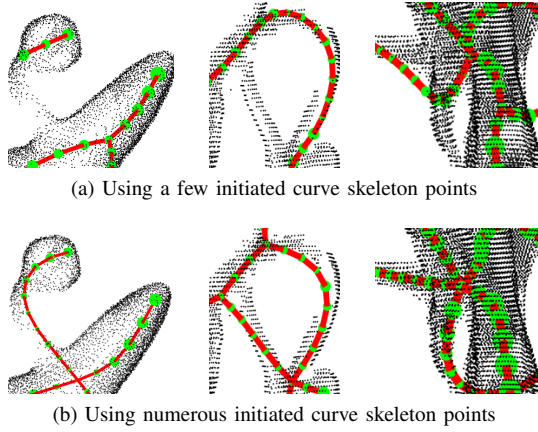 (a) Using a few initiated curve skeleton points
(b) Using numerous initiated curve skeleton points